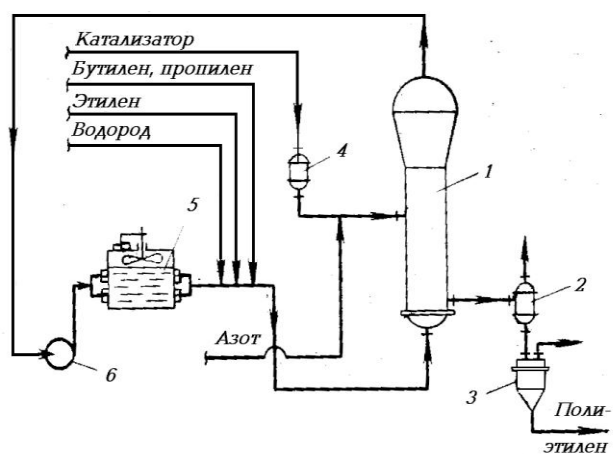 Катализатор
Бутилен, пропилен
Этилен
Водород
4
1
5
2
Азот
6
3
Поли-
этилен